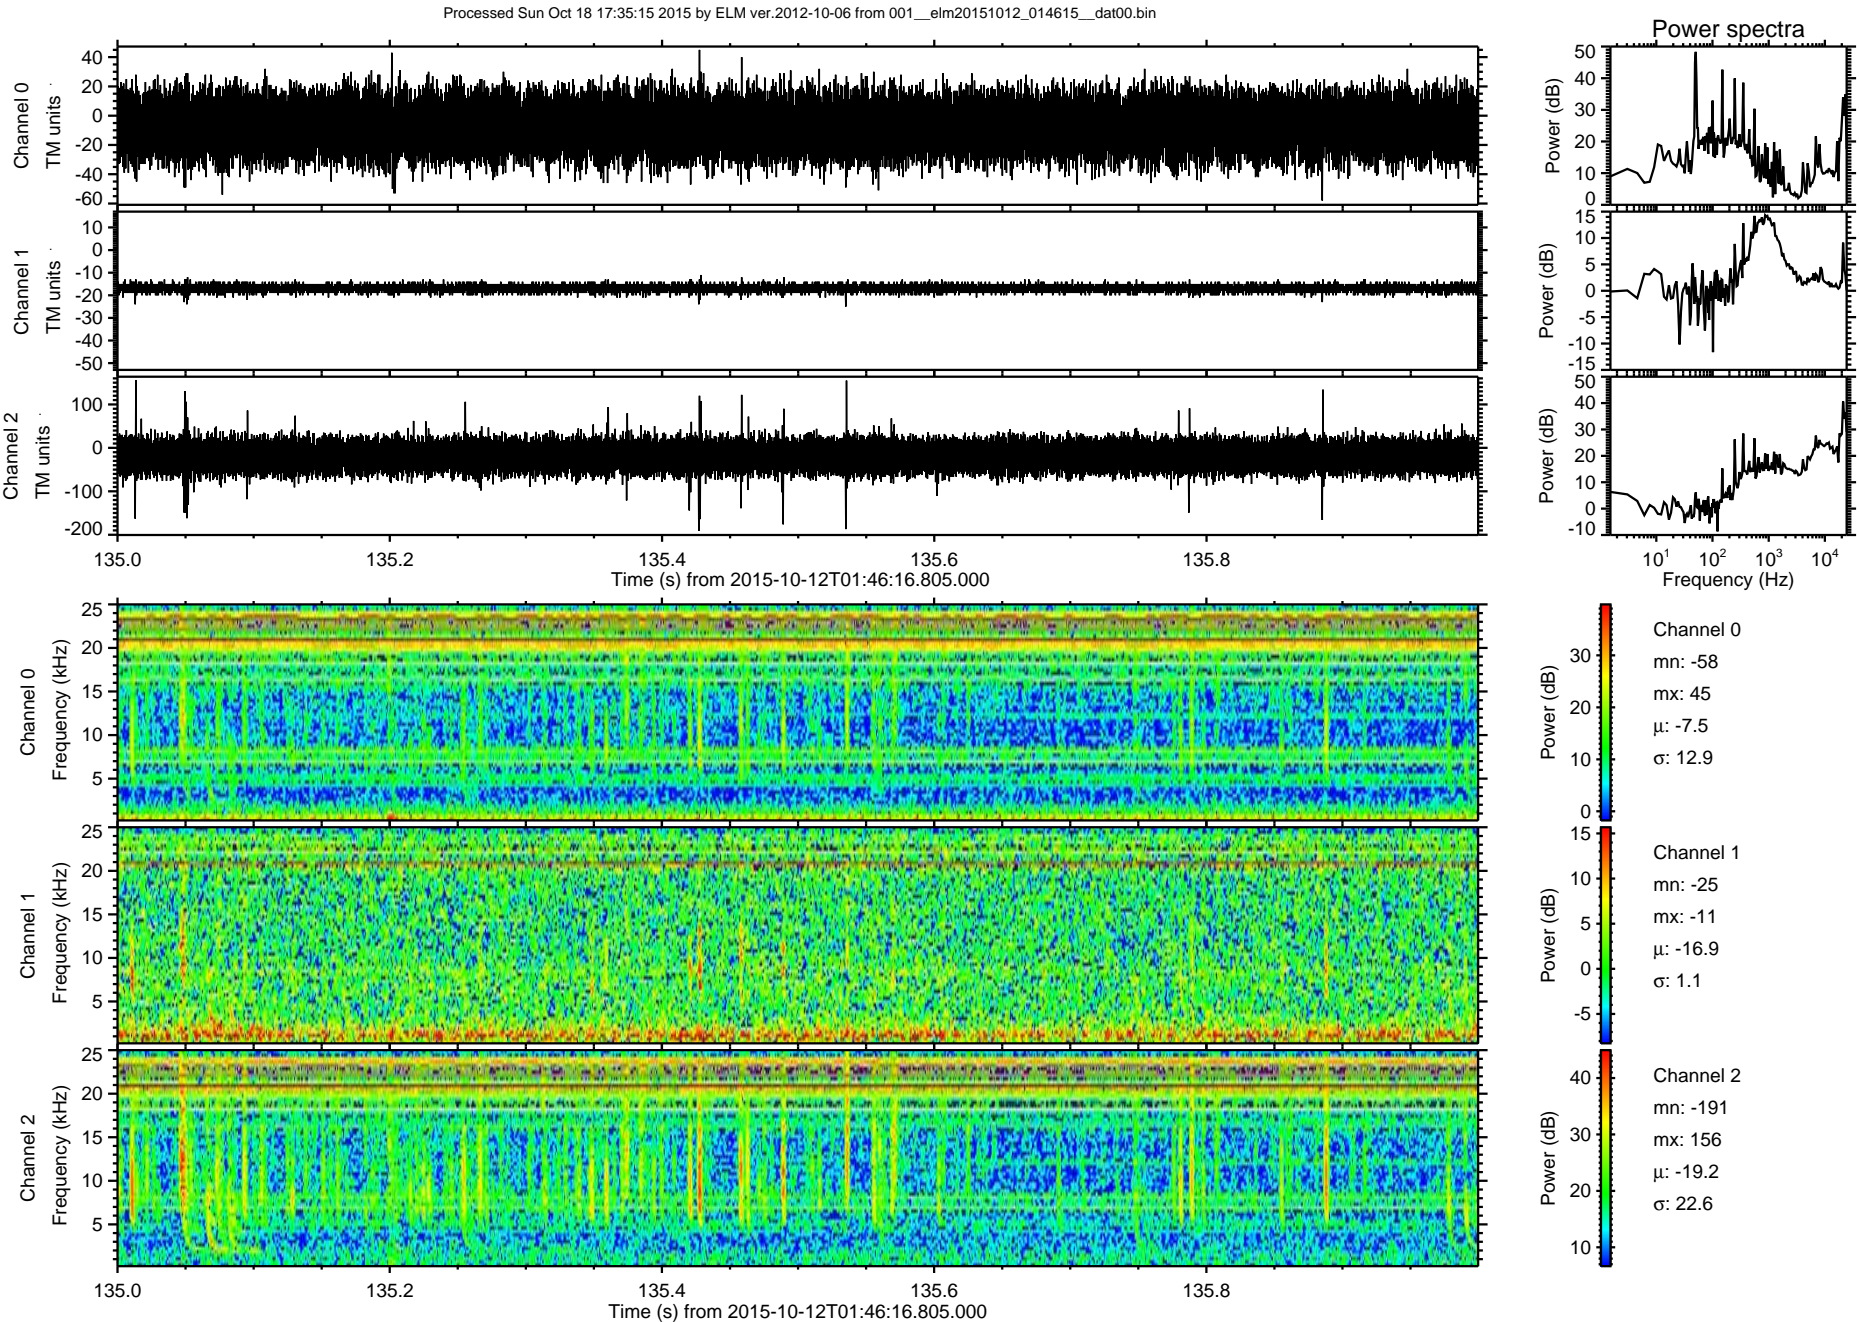 Processed Sun Oct 18 17:35:15 2015 by ELM ver.2012-10-06 from 001__elm20151012_014615__dat00.bin
Power spectra
Channel 0
TM units
40
20
0
-20
-40
-60
Power (dB)
50
40
30
20
10
0
Channel 1
TM units
10
0
-10
-20
-30
-40
-50
Power (dB)
15
10
5
0
-5
-10
-15
Channel 2
TM units
100
0
-100
-200
Power (dB)
50
40
30
20
10
0
-10
135.0 135.2 135.4 135.6 135.8
Time (s) from 2015-10-12T01:46:16.805.000
10¹ 10² 10³ 10⁴
Frequency (Hz)
Channel 0
Frequency (kHz)
25
20
15
10
5
Power (dB)
30
20
10
0
Channel 0
mn: -58
mx: 45
μ: -7.5
σ: 12.9
Channel 1
Frequency (kHz)
25
20
15
10
5
Power (dB)
15
10
5
0
-5
Channel 1
mn: -25
mx: -11
μ: -16.9
σ: 1.1
Channel 2
Frequency (kHz)
25
20
15
10
5
Power (dB)
40
30
20
10
Channel 2
mn: -191
mx: 156
μ: -19.2
σ: 22.6
135.0 135.2 135.4 135.6 135.8
Time (s) from 2015-10-12T01:46:16.805.000